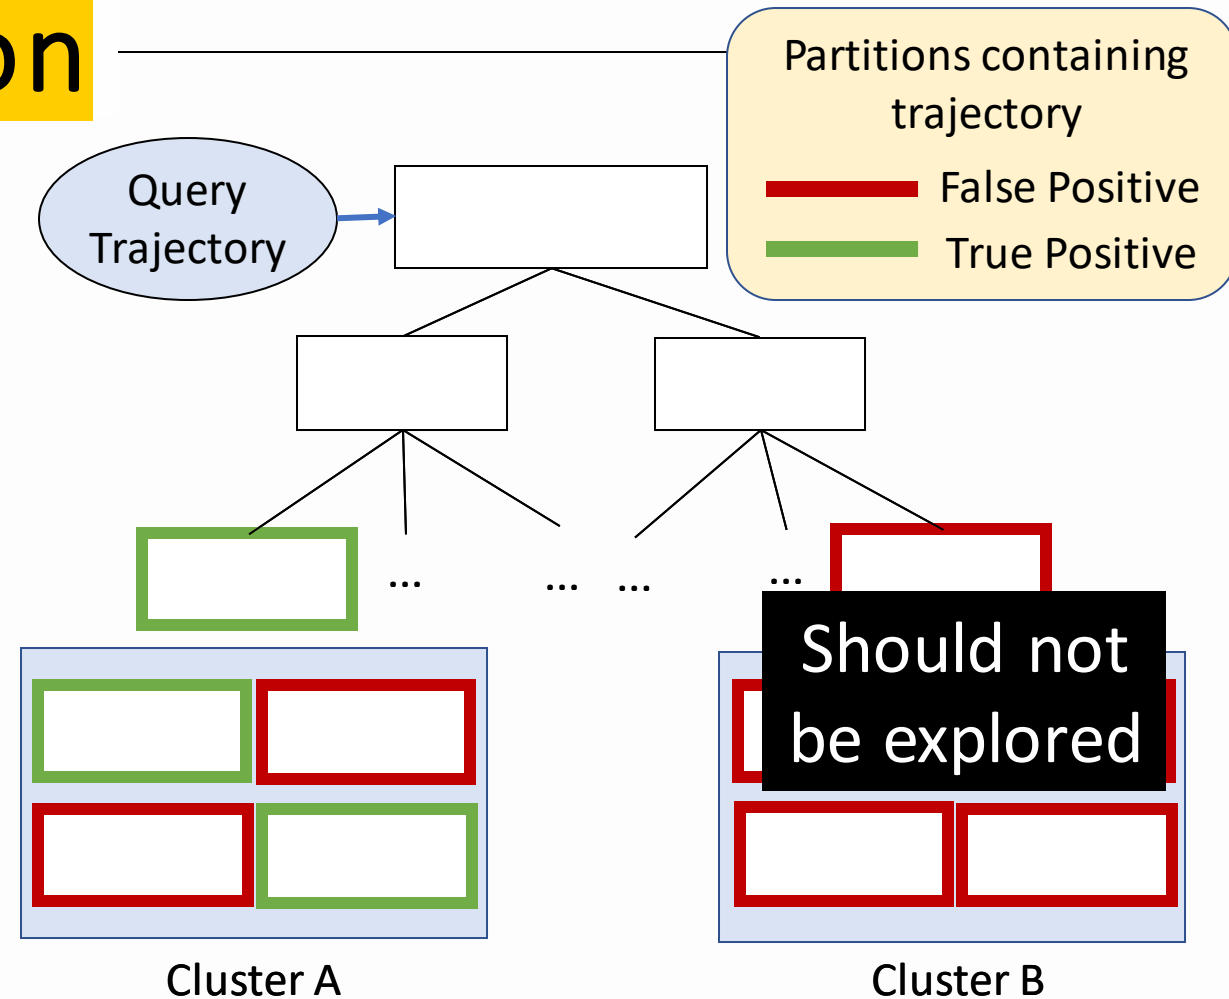 on
Partitions containing
trajectory
False Positive
True Positive
Query
Trajectory
...
...
...
...
Should not
be explored
Cluster A
Cluster B